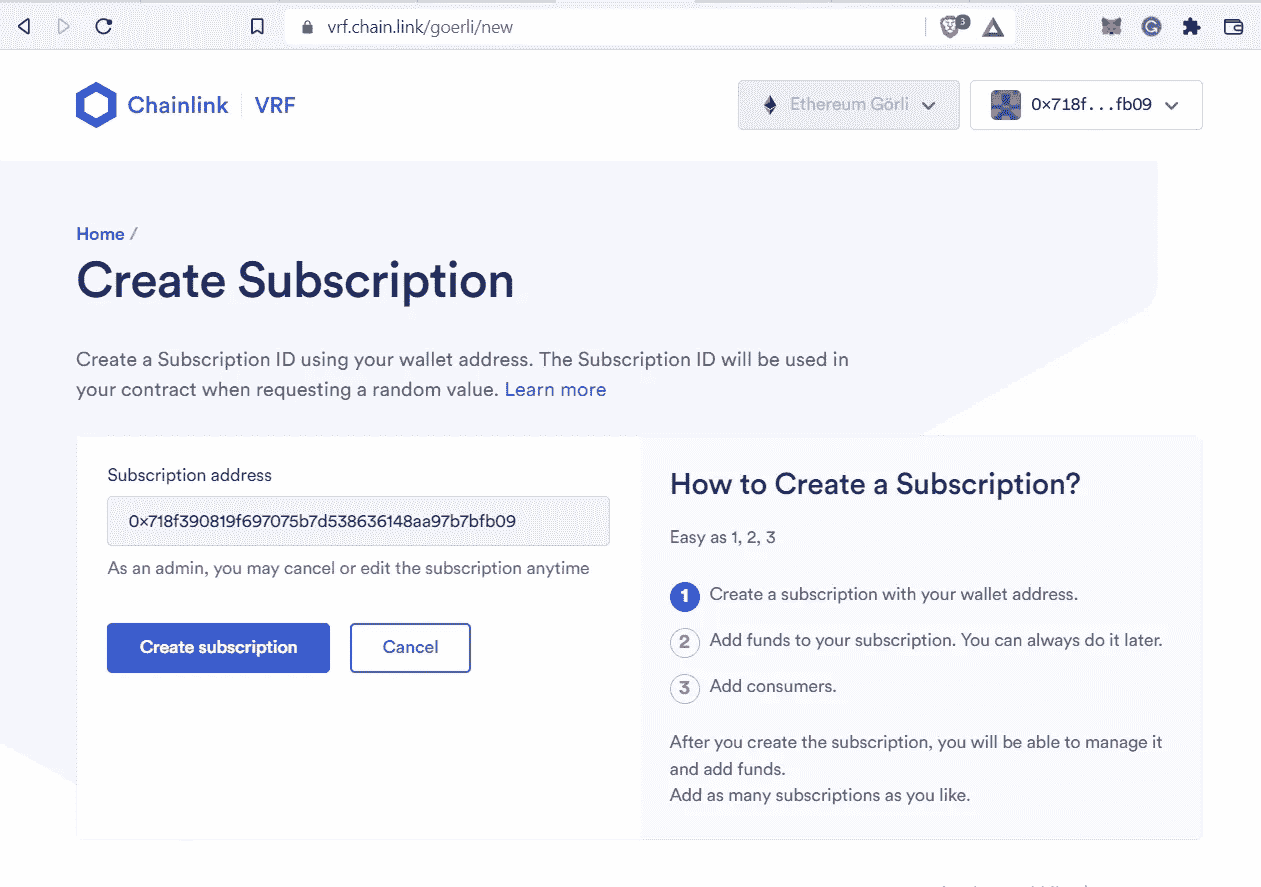 vrf.chain.link/goerli/new
3
Chainlink VRF
Ethereum Görli
0×718f...fb09
Home /
Create Subscription
Create a Subscription ID using your wallet address. The Subscription ID will be used in
your contract when requesting a random value. Learn more
Subscription address
0×718f390819f697075b7d538636148aa97b7bfb09
As an admin, you may cancel or edit the subscription anytime
Create subscription
Cancel
How to Create a Subscription?
Easy as 1, 2, 3
1 Create a subscription with your wallet address.
2 Add funds to your subscription. You can always do it later.
3 Add consumers.
After you create the subscription, you will be able to manage it
and add funds.
Add as many subscriptions as you like.